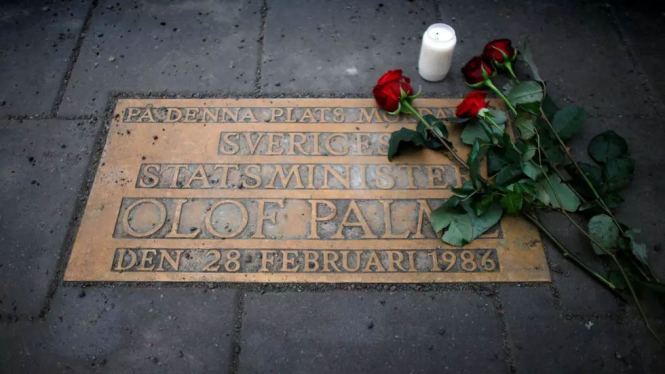 PÅ DENNA PLATS
SVERIGES
STATSMINISTER
OLOF PALME
DEN 28 FEBRUARI 1986